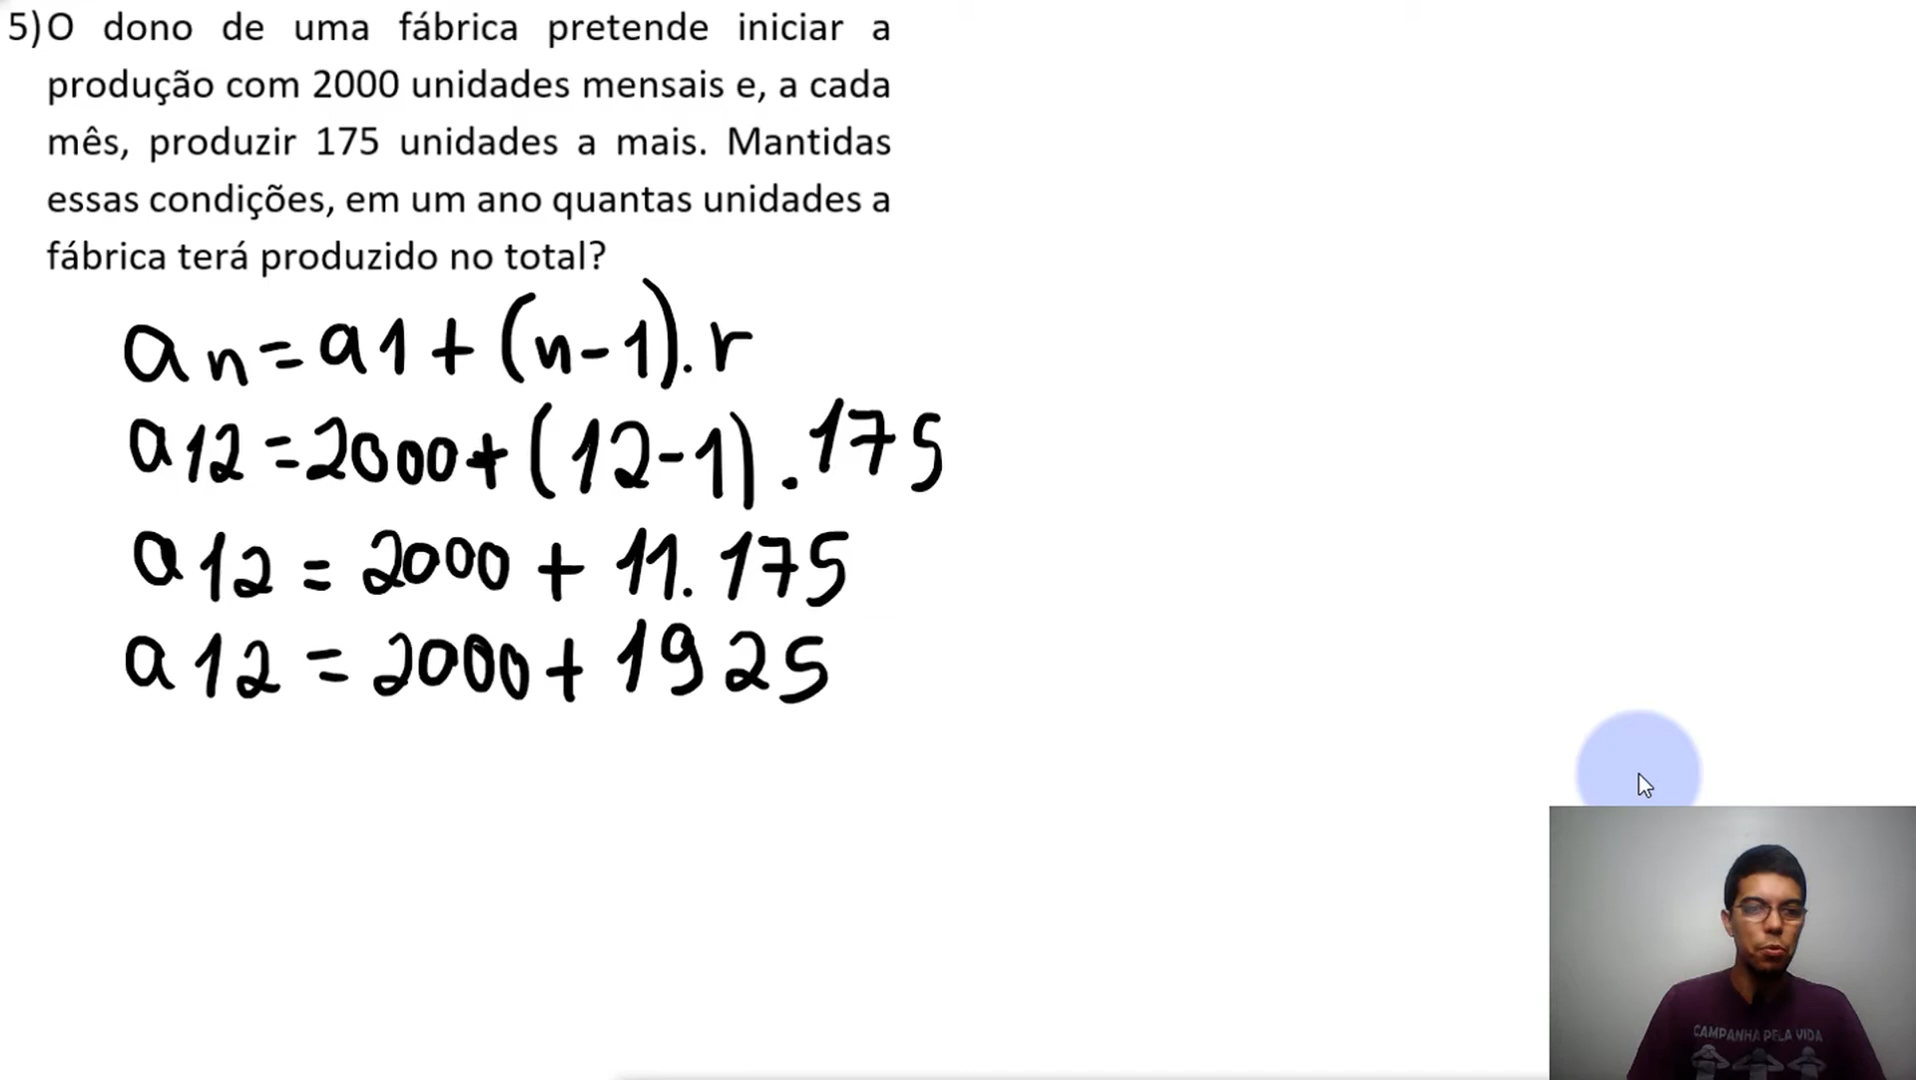 5) O dono de uma fábrica pretende iniciar a
produção com 2000 unidades mensais e, a cada
mês, produzir 175 unidades a mais. Mantidas
essas condições, em um ano quantas unidades a
fábrica terá produzido no total?
an = a1 + (n-1). r
a12 = 2000 + (12-1) . 175
a12 = 2000 + 11. 175
a12 = 2000 + 1925
CAMPANHA PELA VIDA